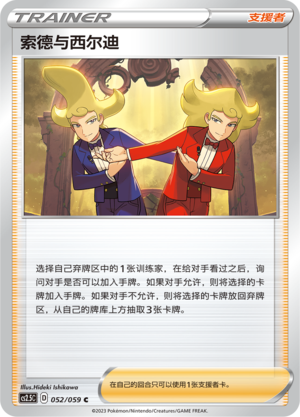 TRAINER
支援者
索德与西尔迪
选择自己弃牌区中的1张训练家，在给对手看过之后，询
问对手是否可以加入手牌。如果对手允许，则将选择的卡
牌加入手牌。如果对手不允许，则将选择的卡牌放回弃牌
区，从自己的牌库上方抽取3张卡牌。
Illus.Hideki Ishikawa
CS2.5C D 052/059 C
在自己的回合只可以使用1张支援者卡。
©2023 Pokémon/Nintendo/Creatures/GAME FREAK.